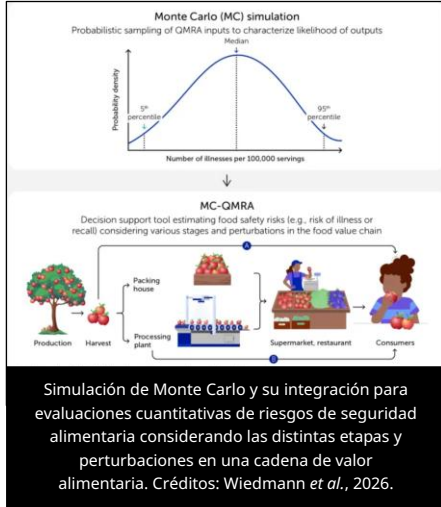 Monte Carlo (MC) simulation
Probabilistic sampling of QMRA inputs to characterize likelihood of outputs
Median
5th
percentile
95th
percentile
Probability density
Number of illnesses per 100,000 servings
MC-QMRA
Decision support tool estimating food safety risks (e.g., risk of illness or
recall) considering various stages and perturbations in the food value chain
A
Packing
house
Production
Harvest
Processing
plant
Supermarket, restaurant
Consumers
B
Simulación de Monte Carlo y su integración para
evaluaciones cuantitativas de riesgos de seguridad
alimentaria considerando las distintas etapas y
perturbaciones en una cadena de valor
alimentaria. Créditos: Wiedmann et al., 2026.